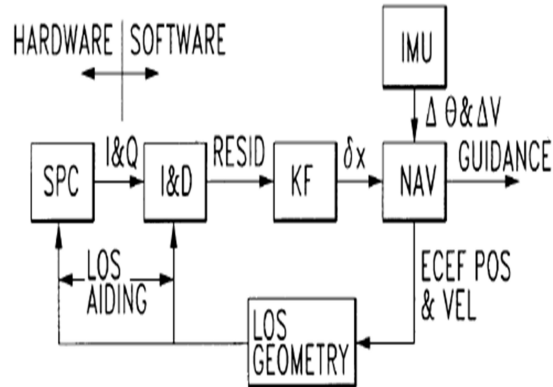 HARDWARE SOFTWARE
IMU
Δ θ&ΔV
I&Q
RESID
δx
GUIDANCE
SPC
I&D
KF
NAV
LOS
AIDING
ECEF POS
& VEL
LOS
GEOMETRY